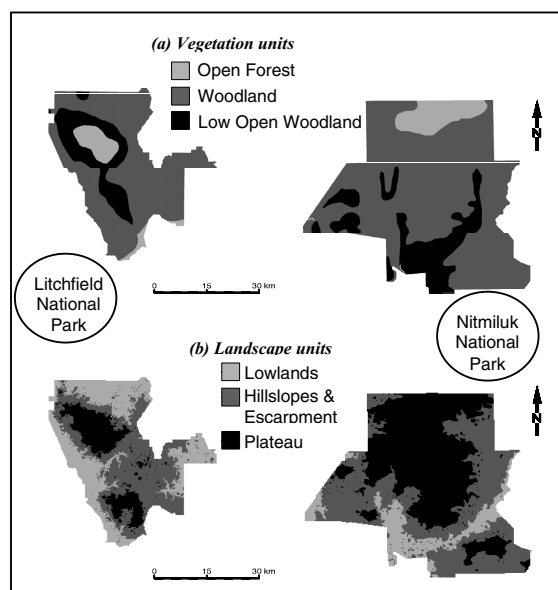 (a) Vegetation units
Open Forest
Woodland
Low Open Woodland
N
Litchfield
National
Park
0 15 30 km
Nitmiluk
National
Park
(b) Landscape units
Lowlands
Hillslopes &
Escarpment
Plateau
N
0 15 30 km